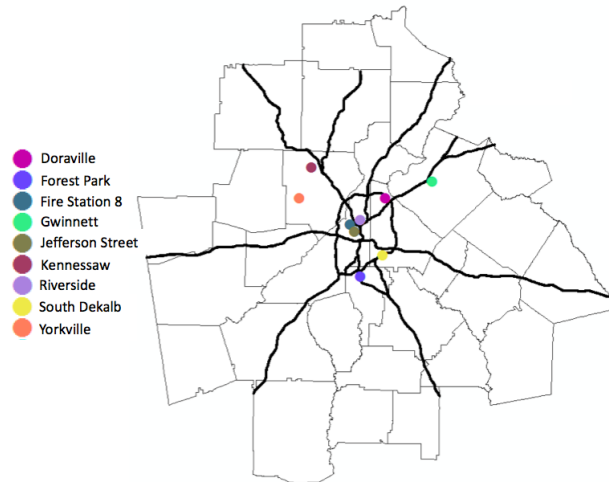 Doraville
Forest Park
Fire Station 8
Gwinnett
Jefferson Street
Kennessaw
Riverside
South Dekalb
Yorkville